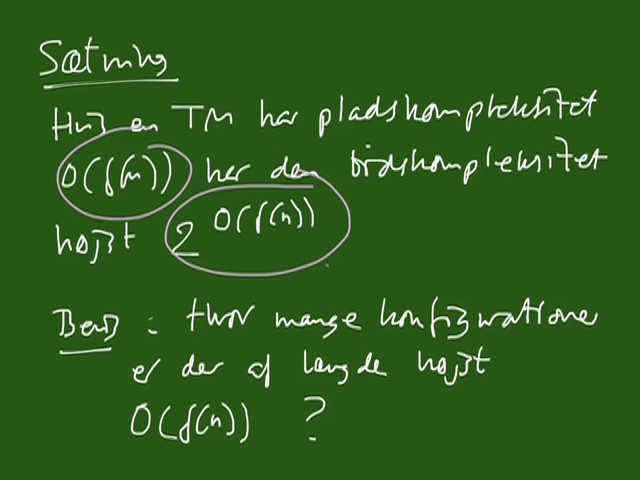 Sætning
Hvis en TM har pladskompleksitet
O(f(n)) har den tidskompleksitet
højst 2^O(f(n))
Bevis : Hvor mange konfigurationer
er der af længde højst
O(f(n)) ?